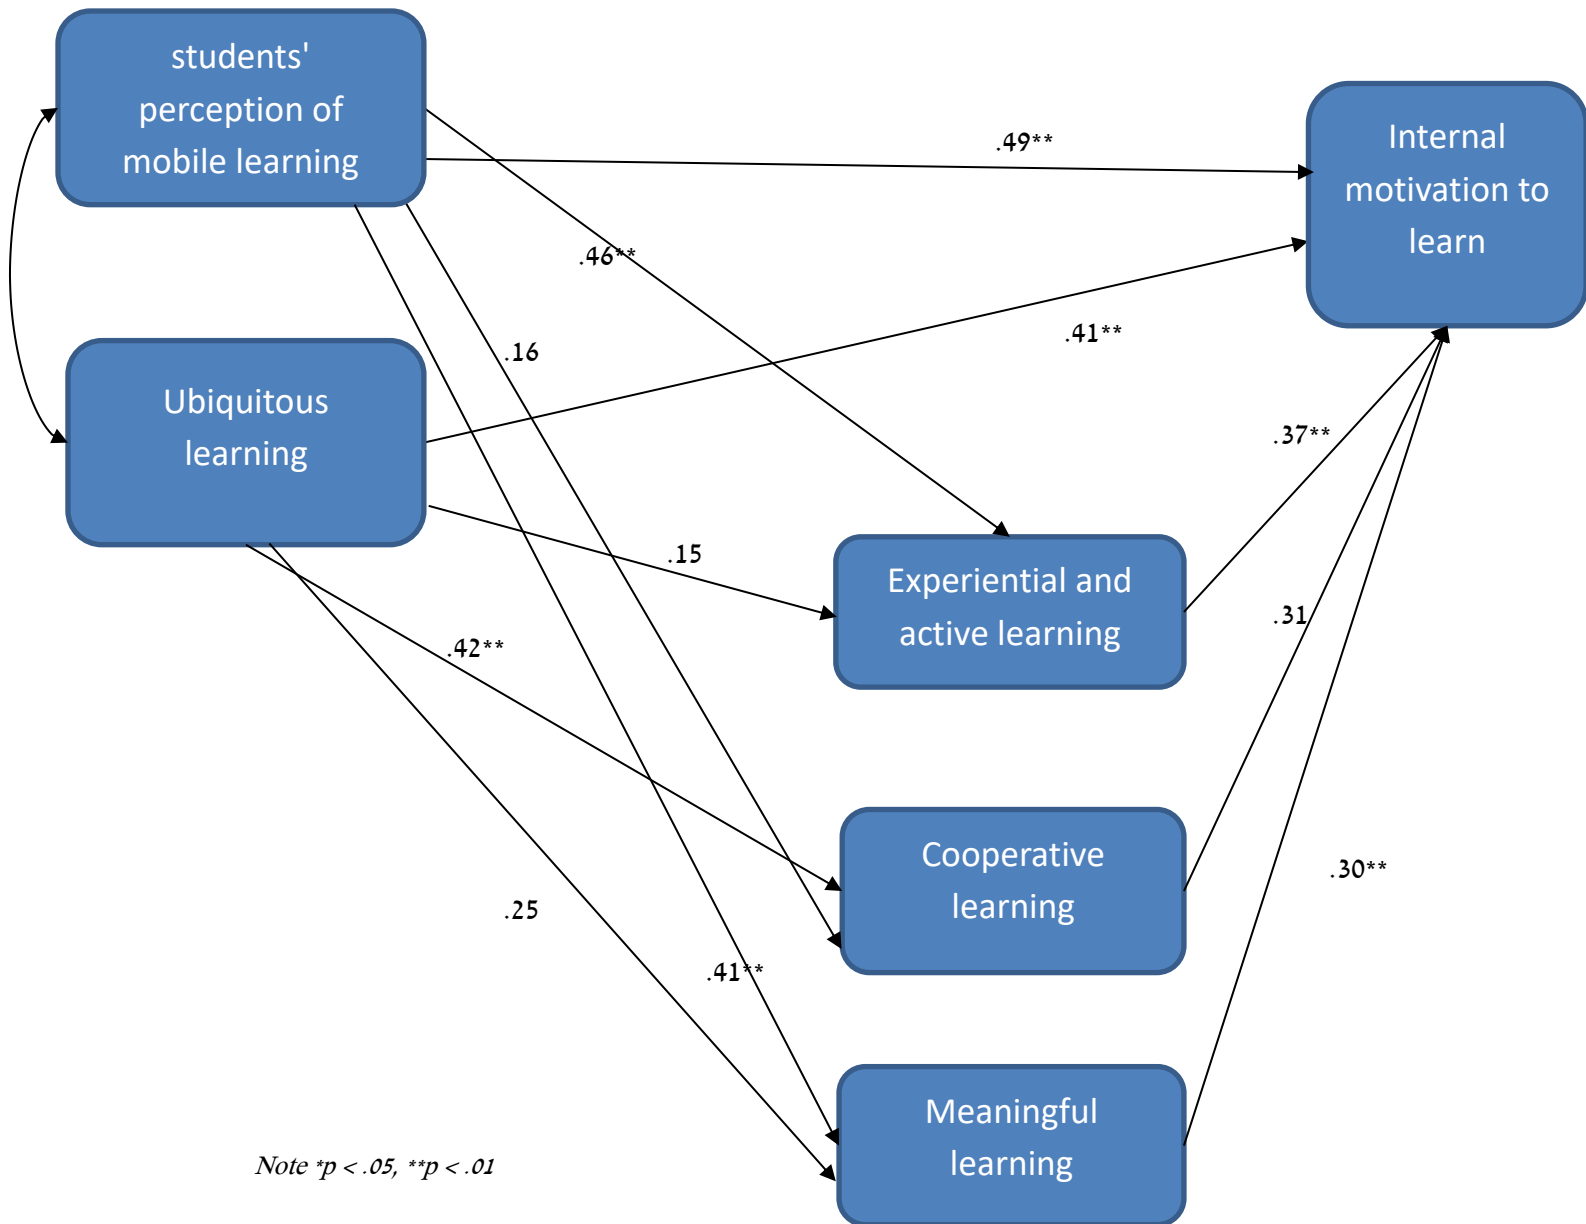 students'
perception of
mobile learning
Internal
motivation to
learn
.49**
.46**
.41**
.16
Ubiquitous
learning
.37**
.15
Experiential and
active learning
.31
.42**
Cooperative
learning
.30**
.25
.41**
Meaningful
learning
Note *p < .05, **p < .01